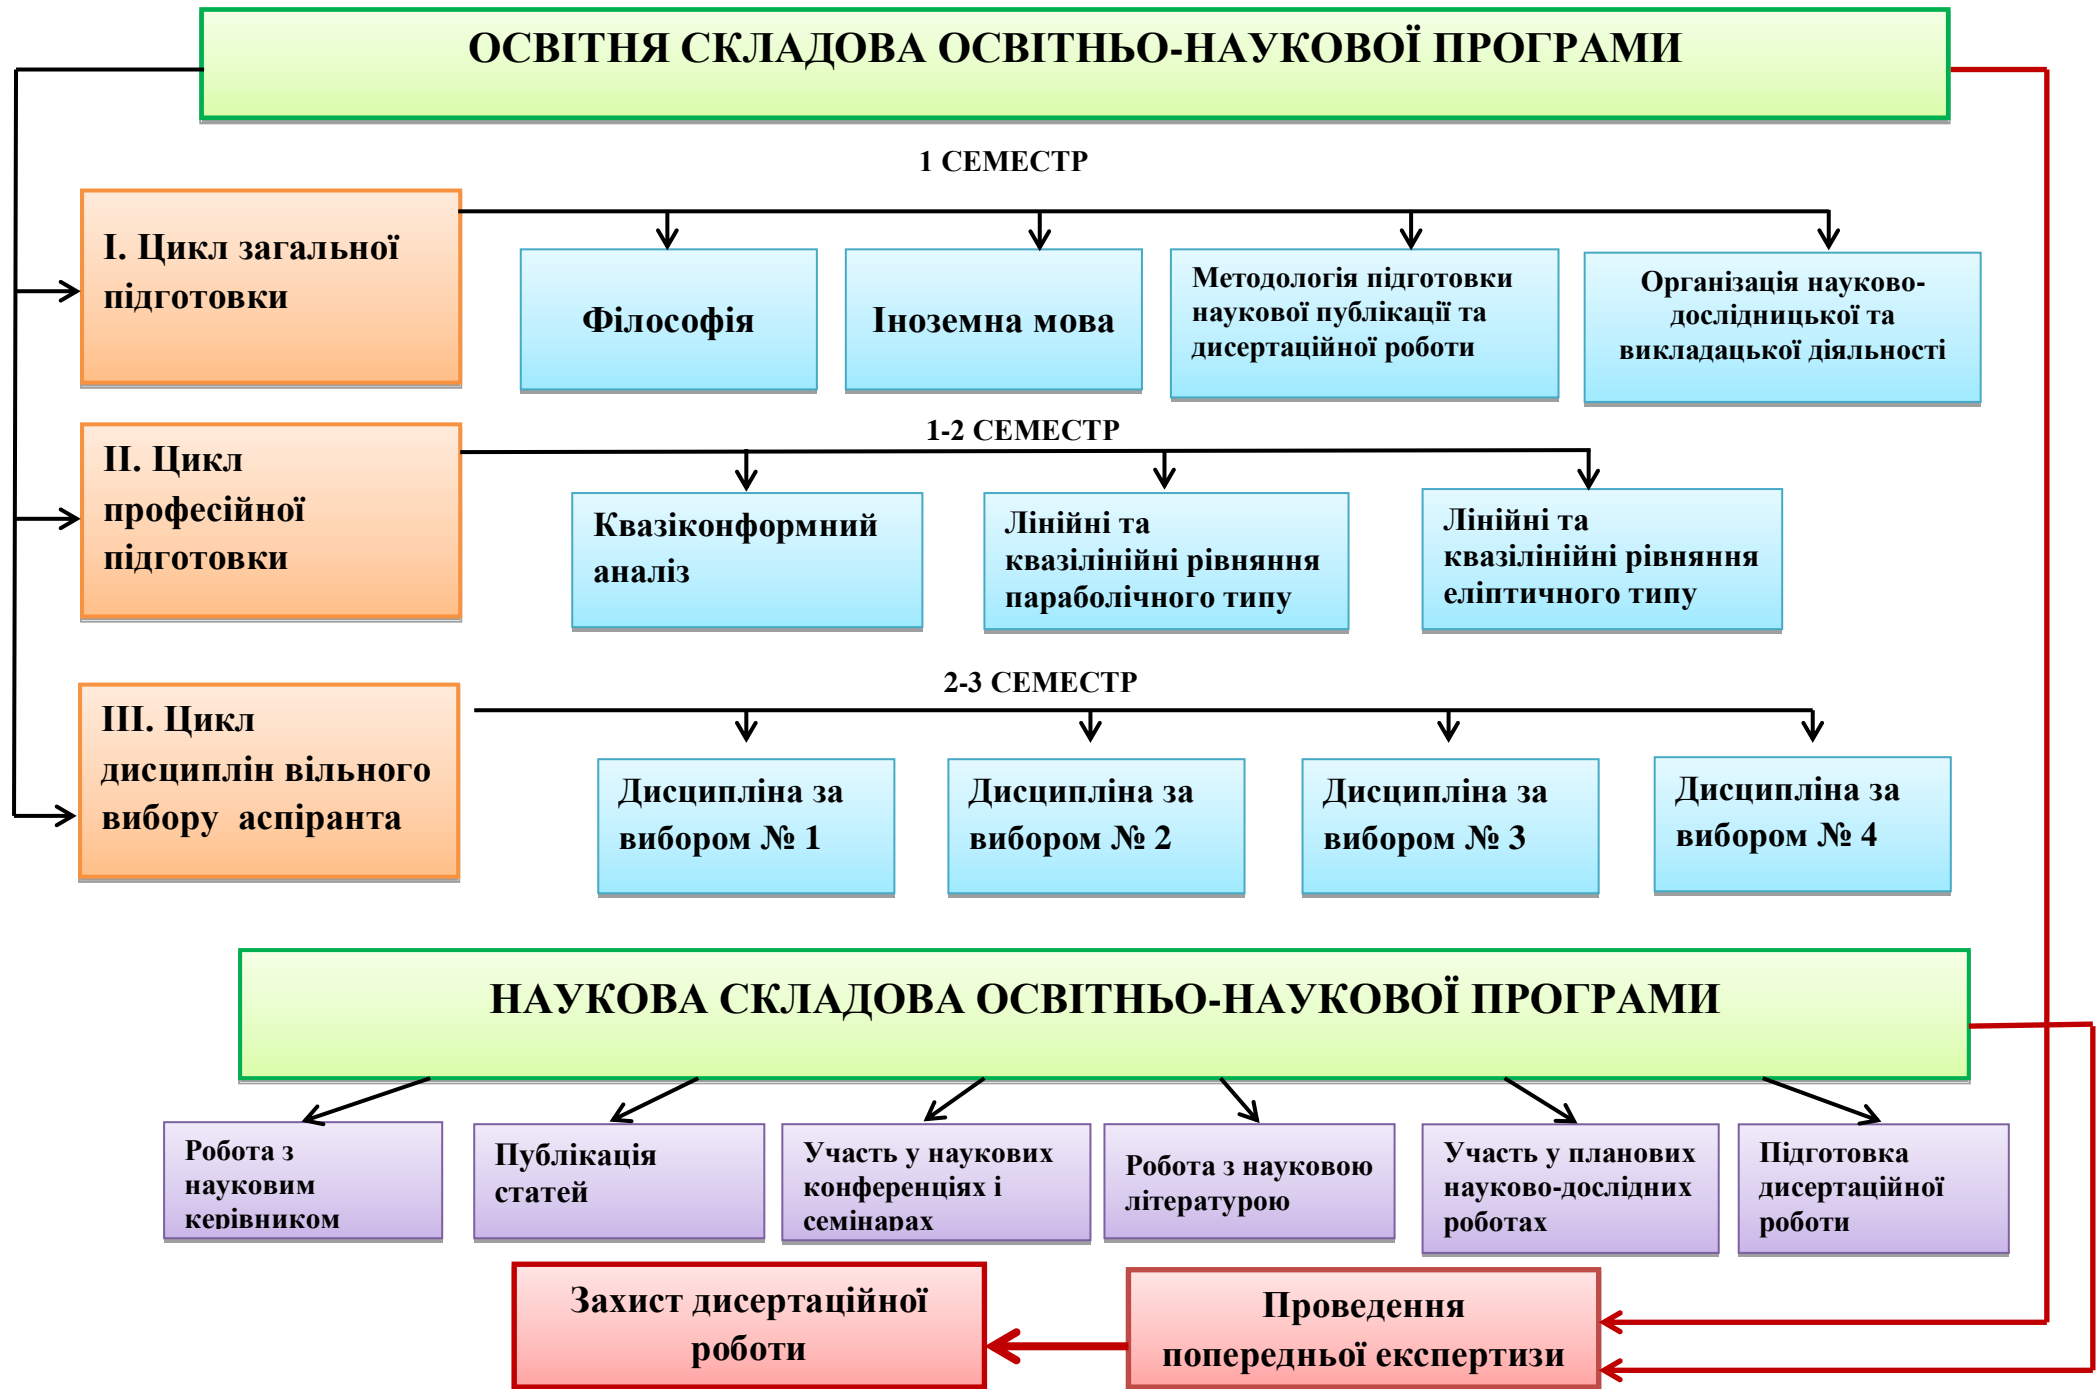 ОСВІТНЯ СКЛАДОВА ОСВІТНЬО-НАУКОВОЇ ПРОГРАМИ
1 СЕМЕСТР
І. Цикл загальної
підготовки
Філософія
Іноземна мова
Методологія підготовки
наукової публікації та
дисертаційної роботи
Організація науково-
дослідницької та
викладацької діяльності
1-2 СЕМЕСТР
ІІ. Цикл
професійної
підготовки
Квазіконформний
аналіз
Лінійні та
квазілінійні рівняння
параболічного типу
Лінійні та
квазілінійні рівняння
еліптичного типу
2-3 СЕМЕСТР
ІІІ. Цикл
дисциплін вільного
вибору аспіранта
Дисципліна за
вибором № 1
Дисципліна за
вибором № 2
Дисципліна за
вибором № 3
Дисципліна за
вибором № 4
НАУКОВА СКЛАДОВА ОСВІТНЬО-НАУКОВОЇ ПРОГРАМИ
Робота з
науковим
керівником
Публікація
статей
Участь у наукових
конференціях і
семінарах
Робота з науковою
літературою
Участь у планових
науково-дослідних
роботах
Підготовка
дисертаційної
роботи
Захист дисертаційної
роботи
Проведення
попередньої експертизи